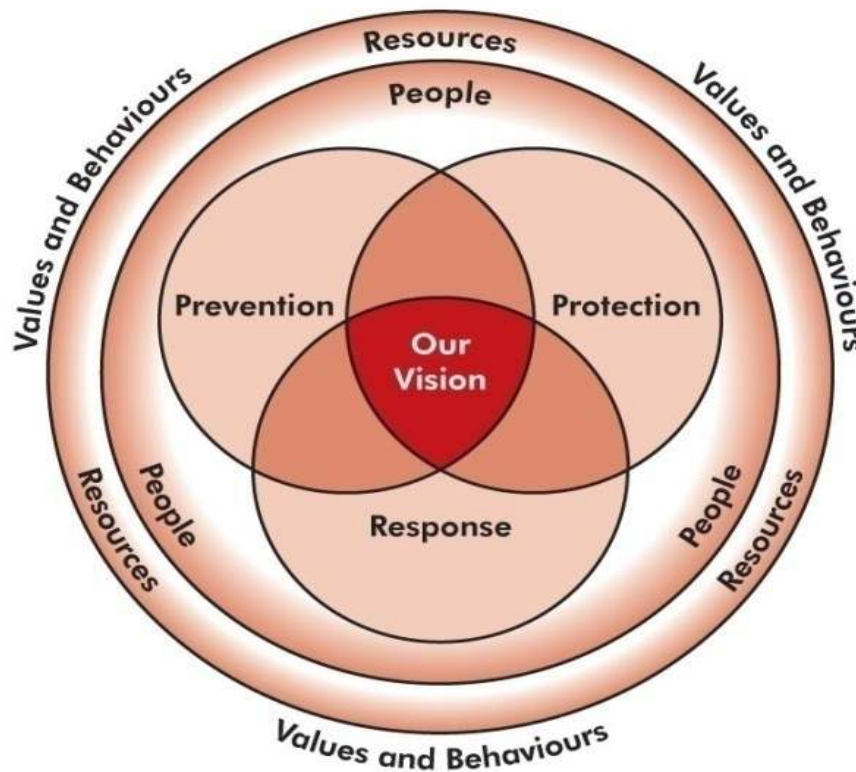 Resources
People
Values and Behaviours
Values and Behaviours
Prevention
Protection
Our
Vision
Response
People
People
Resources
Resources
Values and Behaviours